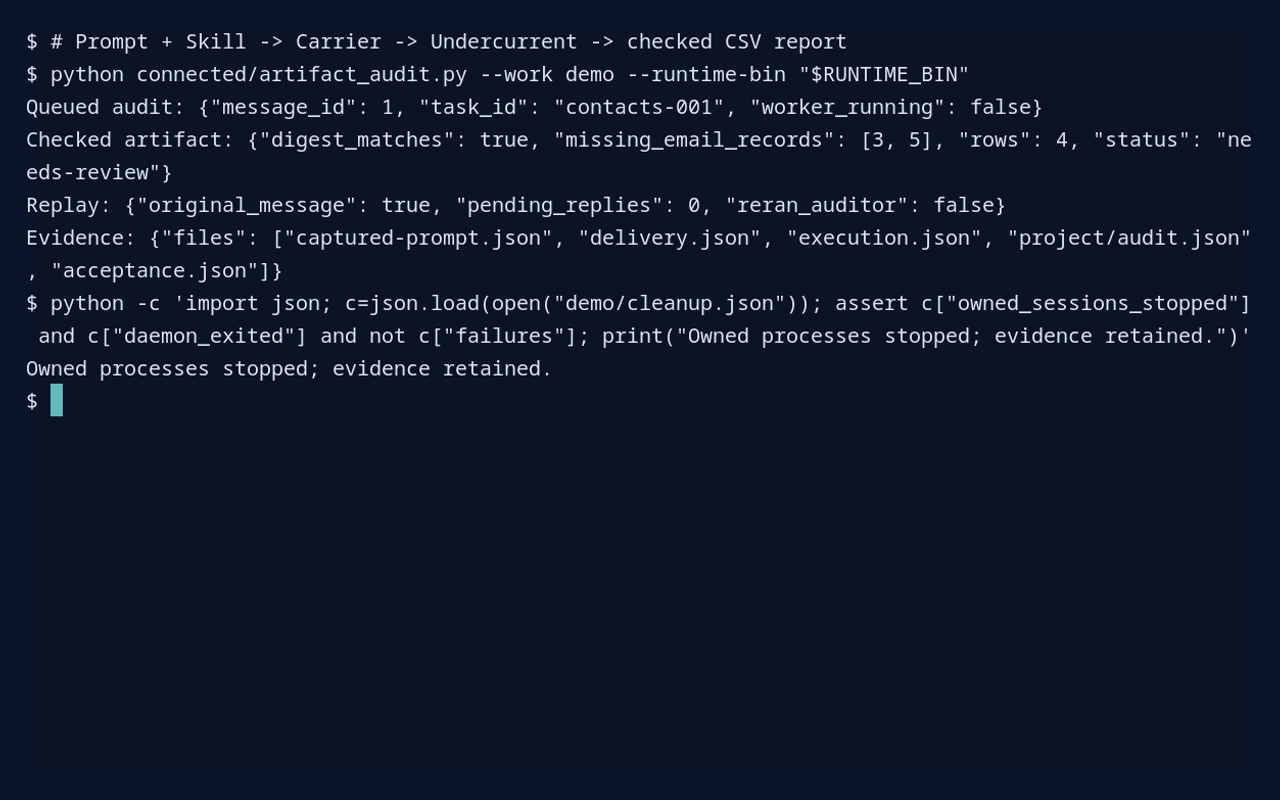 $ # Prompt + Skill -> Carrier -> Undercurrent -> checked CSV report
$ python connected/artifact_audit.py --work demo --runtime-bin "$RUNTIME_BIN"
Queued audit: {"message_id": 1, "task_id": "contacts-001", "worker_running": false}
Checked artifact: {"digest_matches": true, "missing_email_records": [3, 5], "rows": 4, "status": "ne
eds-review"}
Replay: {"original_message": true, "pending_replies": 0, "reran_auditor": false}
Evidence: {"files": ["captured-prompt.json", "delivery.json", "execution.json", "project/audit.json"
, "acceptance.json"]}
$ python -c 'import json; c=json.load(open("demo/cleanup.json")); assert c["owned_sessions_stopped"]
 and c["daemon_exited"] and not c["failures"]; print("Owned processes stopped; evidence retained.")'
Owned processes stopped; evidence retained.
$